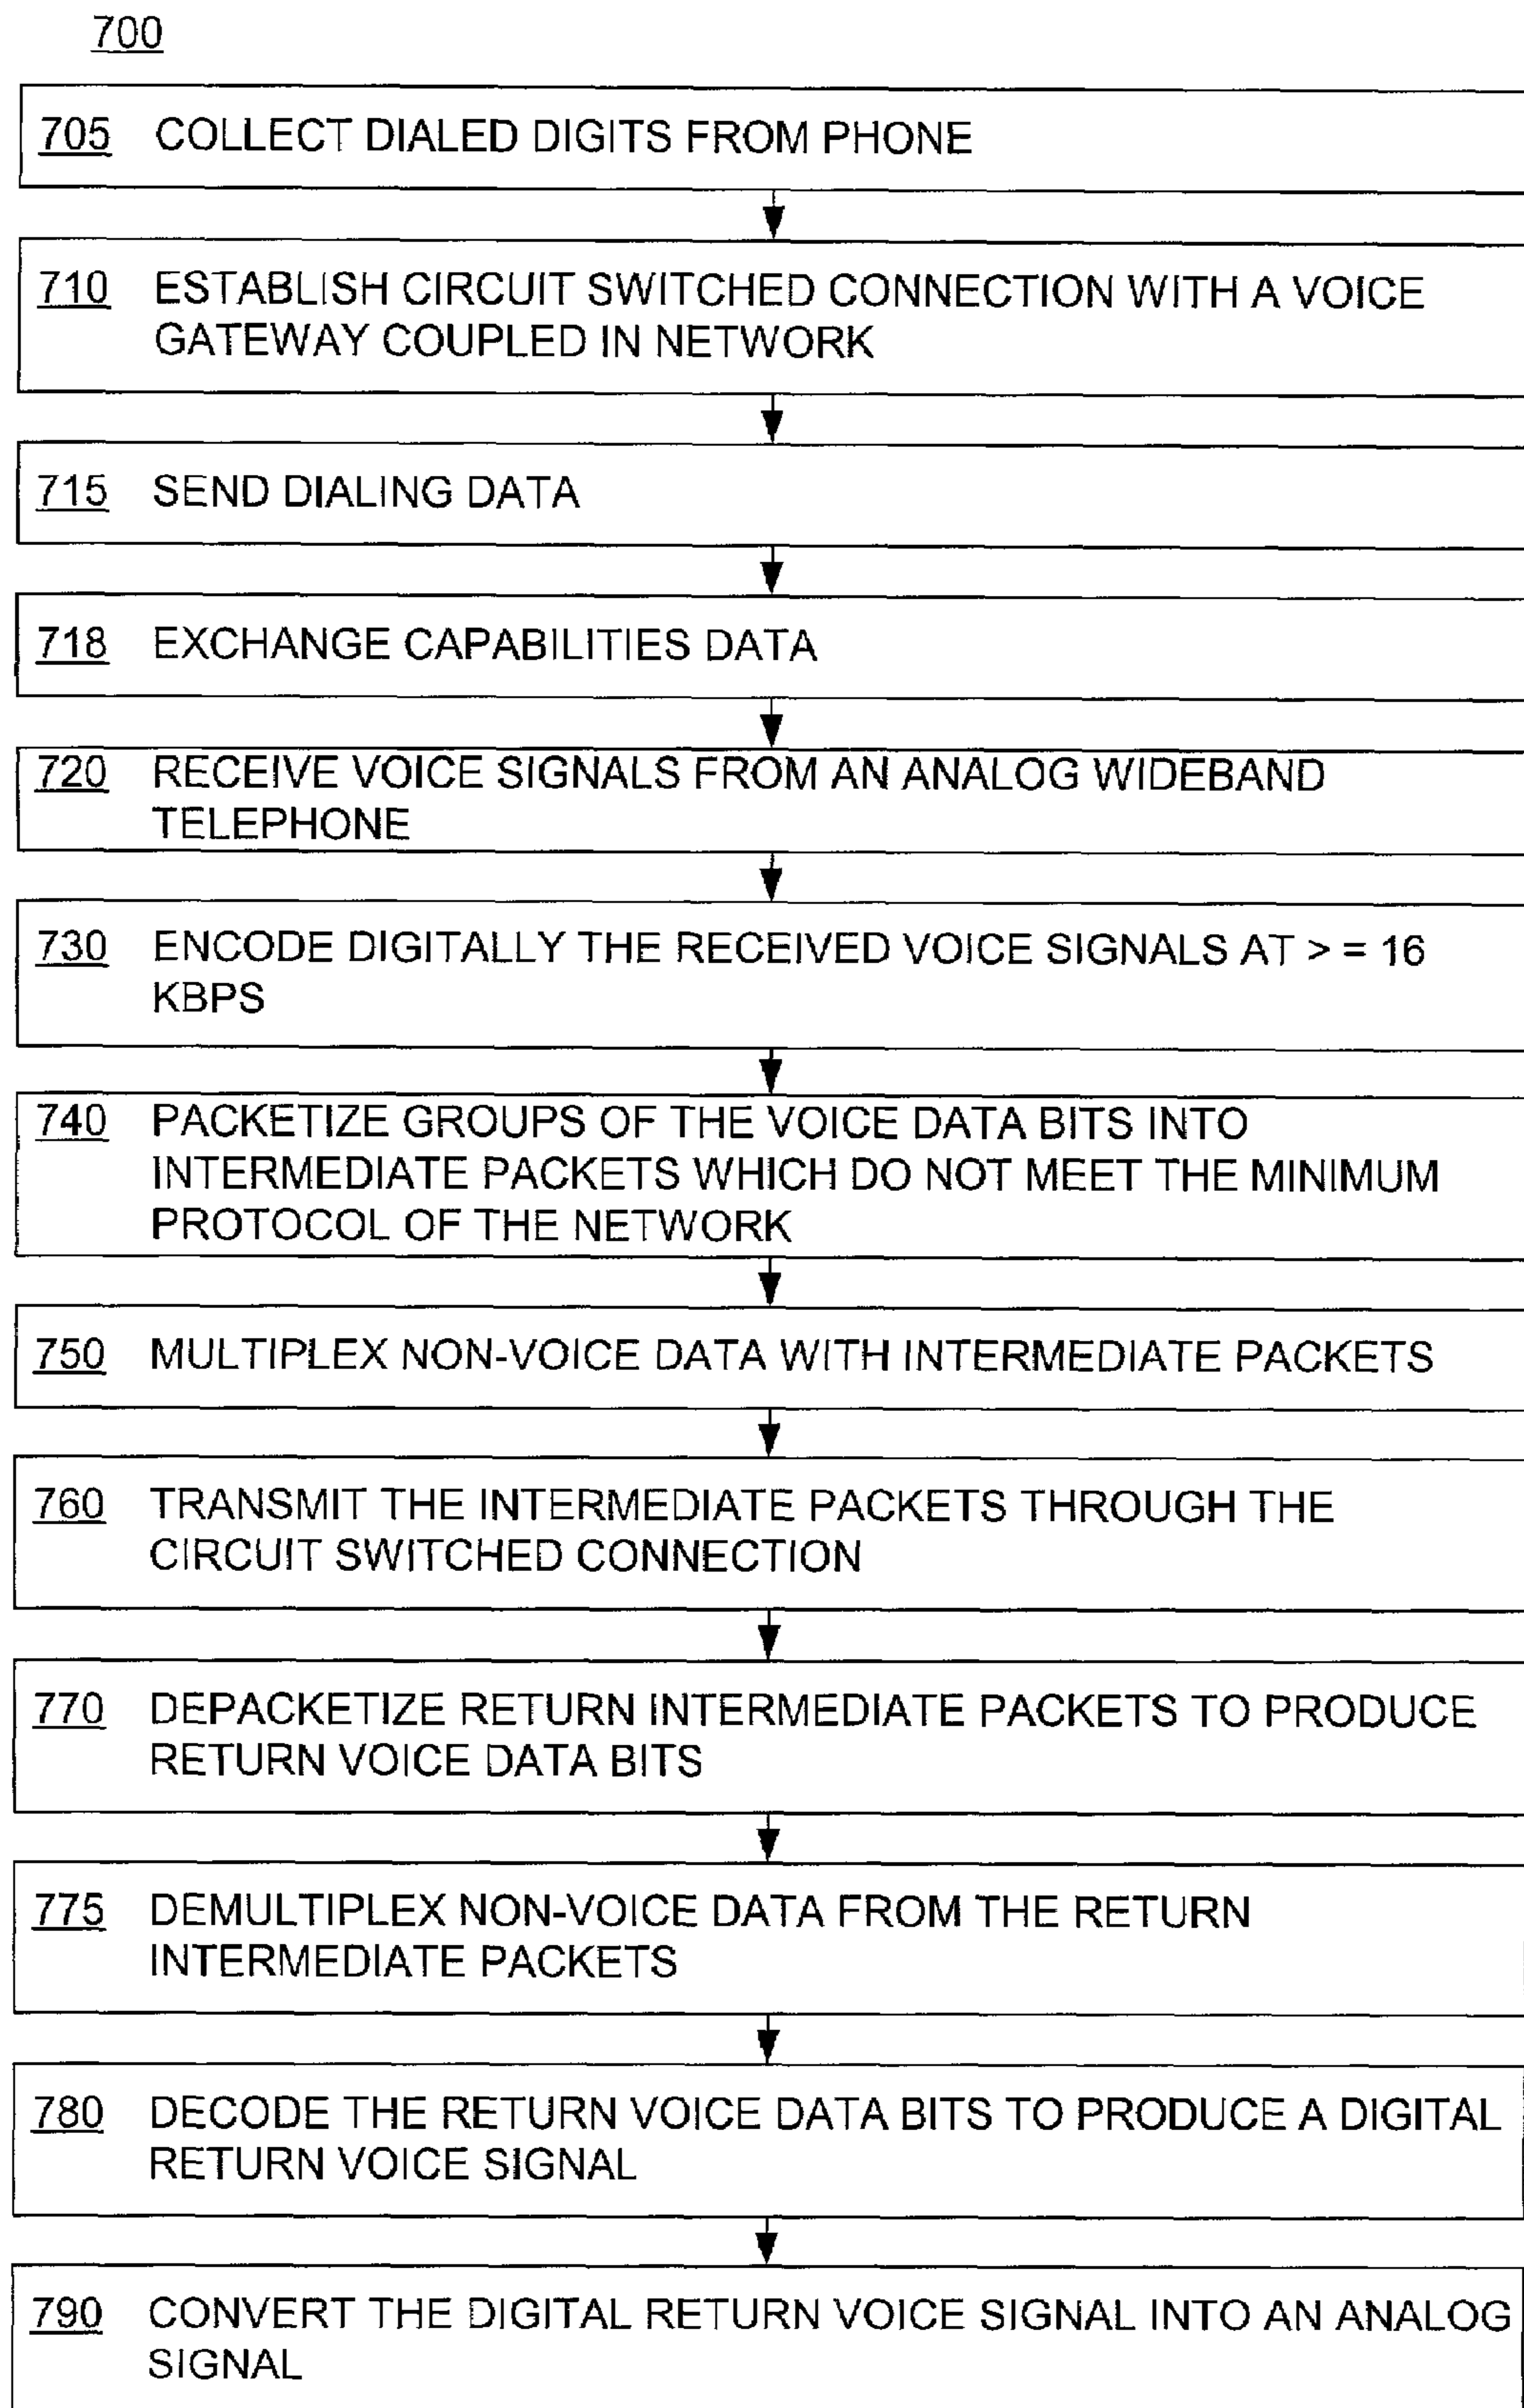 700
705 COLLECT DIALED DIGITS FROM PHONE
710 ESTABLISH CIRCUIT SWITCHED CONNECTION WITH A VOICE
GATEWAY COUPLED IN NETWORK
715 SEND DIALING DATA
718 EXCHANGE CAPABILITIES DATA
720 RECEIVE VOICE SIGNALS FROM AN ANALOG WIDEBAND
TELEPHONE
730 ENCODE DIGITALLY THE RECEIVED VOICE SIGNALS AT > = 16
KBPS
740 PACKETIZE GROUPS OF THE VOICE DATA BITS INTO
INTERMEDIATE PACKETS WHICH DO NOT MEET THE MINIMUM
PROTOCOL OF THE NETWORK
750 MULTIPLEX NON-VOICE DATA WITH INTERMEDIATE PACKETS
760 TRANSMIT THE INTERMEDIATE PACKETS THROUGH THE
CIRCUIT SWITCHED CONNECTION
770 DEPACKETIZE RETURN INTERMEDIATE PACKETS TO PRODUCE
RETURN VOICE DATA BITS
775 DEMULTIPLEX NON-VOICE DATA FROM THE RETURN
INTERMEDIATE PACKETS
780 DECODE THE RETURN VOICE DATA BITS TO PRODUCE A DIGITAL
RETURN VOICE SIGNAL
790 CONVERT THE DIGITAL RETURN VOICE SIGNAL INTO AN ANALOG
SIGNAL